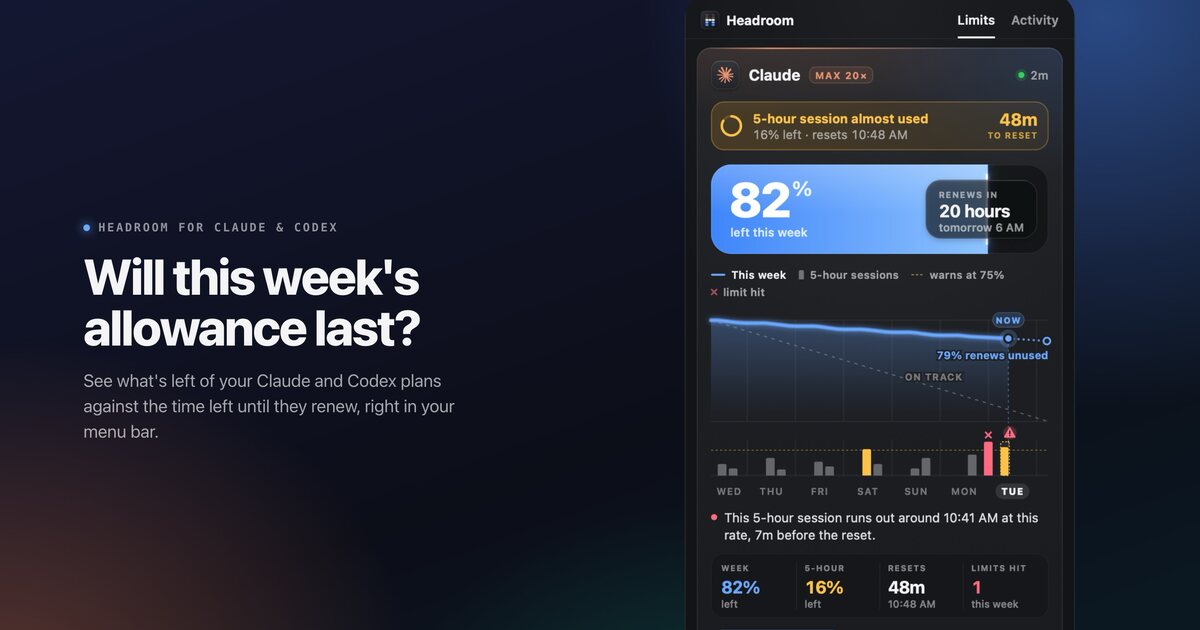 HEADROOM FOR CLAUDE & CODEX
Will this week's
allowance last?
See what's left of your Claude and Codex plans
against the time left until they renew, right in your
menu bar.
Headroom
Limits
Activity
Claude
MAX 20×
2m
5-hour session almost used
16% left · resets 10:48 AM
48m
TO RESET
82%
left this week
RENEWS IN
20 hours
tomorrow 6 AM
This week
5-hour sessions
warns at 75%
× limit hit
NOW
79% renews unused
ON TRACK
WED
THU
FRI
SAT
SUN
MON
TUE
This 5-hour session runs out around 10:41 AM at this
rate, 7m before the reset.
WEEK
82%
left
5-HOUR
16%
left
RESETS
48m
10:48 AM
LIMITS HIT
1
this week